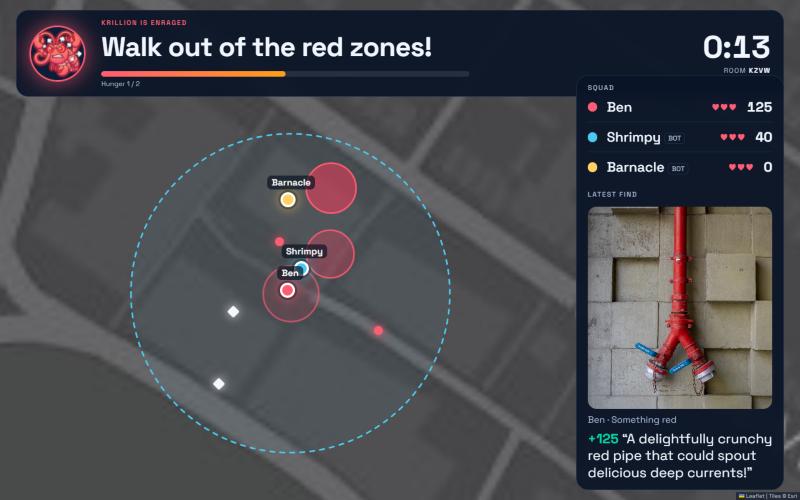 KRILLION IS ENRAGED
Walk out of the red zones!
Hunger 1 / 2
0:13
ROOM KZVW
SQUAD
Ben 125
Shrimpy BOT 40
Barnacle BOT 0
LATEST FIND
Barnacle
Shrimpy
Ben
Ben · Something red
+125 “A delightfully crunchy
red pipe that could spout
delicious deep currents!”
Leaflet | Tiles © Esri